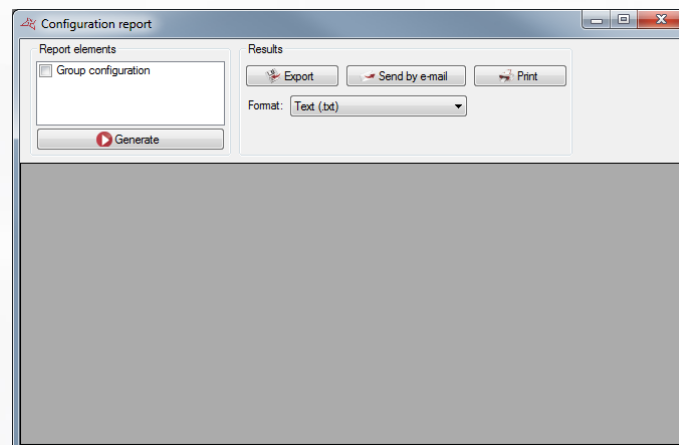 Configuration report
Report elements
Group configuration
Generate
Results
Export
Send by e-mail
Print
Format:
Text (.txt)